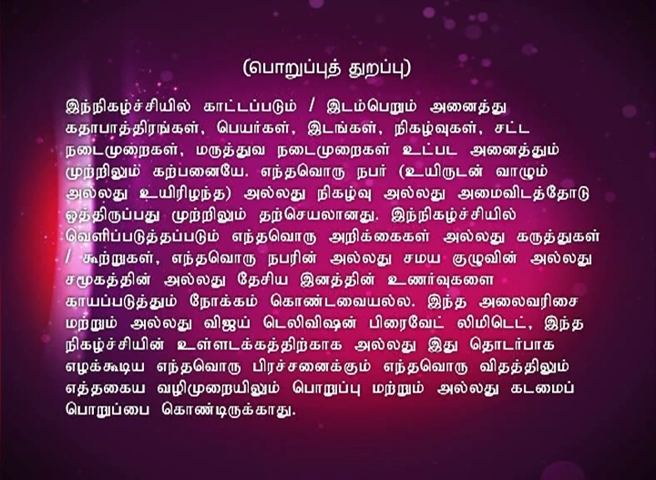 (பொறுப்புத் துறப்பு)
இந்நிகழ்ச்சியில் காட்டப்படும் / இடம்பெறும் அனைத்து
கதாபாத்திரங்கள், பெயர்கள், இடங்கள், நிகழ்வுகள், சட்ட
நடைமுறைகள், மருத்துவ நடைமுறைகள் உட்பட அனைத்தும்
முற்றிலும் கற்பனையே. எந்தவொரு நபர் (உயிருடன் வாழும்
அல்லது உயிரிழந்த) அல்லது நிகழ்வு அல்லது அமைவிடத்தோடு
ஒத்திருப்பது முற்றிலும் தற்செயலானது. இந்நிகழ்ச்சியில்
வெளிப்படுத்தப்படும் எந்தவொரு அறிக்கைகள் அல்லது கருத்துகள்
/ கூற்றுகள், எந்தவொரு நபரின் அல்லது சமய குழுவின் அல்லது
சமூகத்தின் அல்லது தேசிய இனத்தின் உணர்வுகளை
காயப்படுத்தும் நோக்கம் கொண்டவையல்ல. இந்த அலைவரிசை
மற்றும் அல்லது விஜய் டெலிவிஷன் பிரைவேட் லிமிடெட், இந்த
நிகழ்ச்சியின் உள்ளடக்கத்திற்காக அல்லது இது தொடர்பாக
எழக்கூடிய எந்தவொரு பிரச்சனைக்கும் எந்தவொரு விதத்திலும்
எத்தகைய வழிமுறையிலும் பொறுப்பு மற்றும் அல்லது கடமைப்
பொறுப்பை கொண்டிருக்காது.